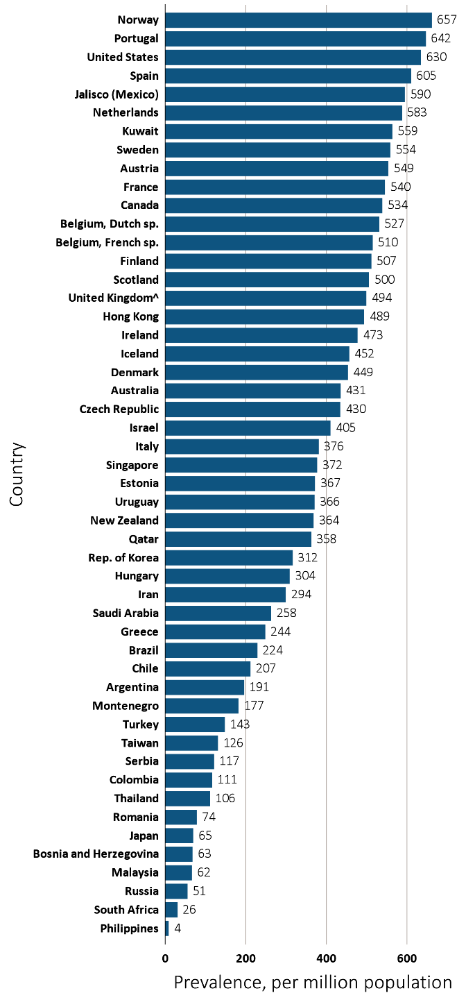 Norway 657
Portugal 642
United States 630
Spain 605
Jalisco (Mexico) 590
Netherlands 583
Kuwait 559
Sweden 554
Austria 549
France 540
Canada 534
Belgium, Dutch sp. 527
Belgium, French sp. 510
Finland 507
Scotland 500
United Kingdom^ 494
Hong Kong 489
Ireland 473
Iceland 452
Denmark 449
Australia 431
Czech Republic 430
Israel 405
Italy 376
Singapore 372
Estonia 367
Uruguay 366
New Zealand 364
Qatar 358
Rep. of Korea 312
Hungary 304
Iran 294
Saudi Arabia 258
Greece 244
Brazil 224
Chile 207
Argentina 191
Montenegro 177
Turkey 143
Taiwan 126
Serbia 117
Colombia 111
Thailand 106
Romania 74
Japan 65
Bosnia and Herzegovina 63
Malaysia 62
Russia 51
South Africa 26
Philippines 4
Country
0 200 400 600
Prevalence, per million population